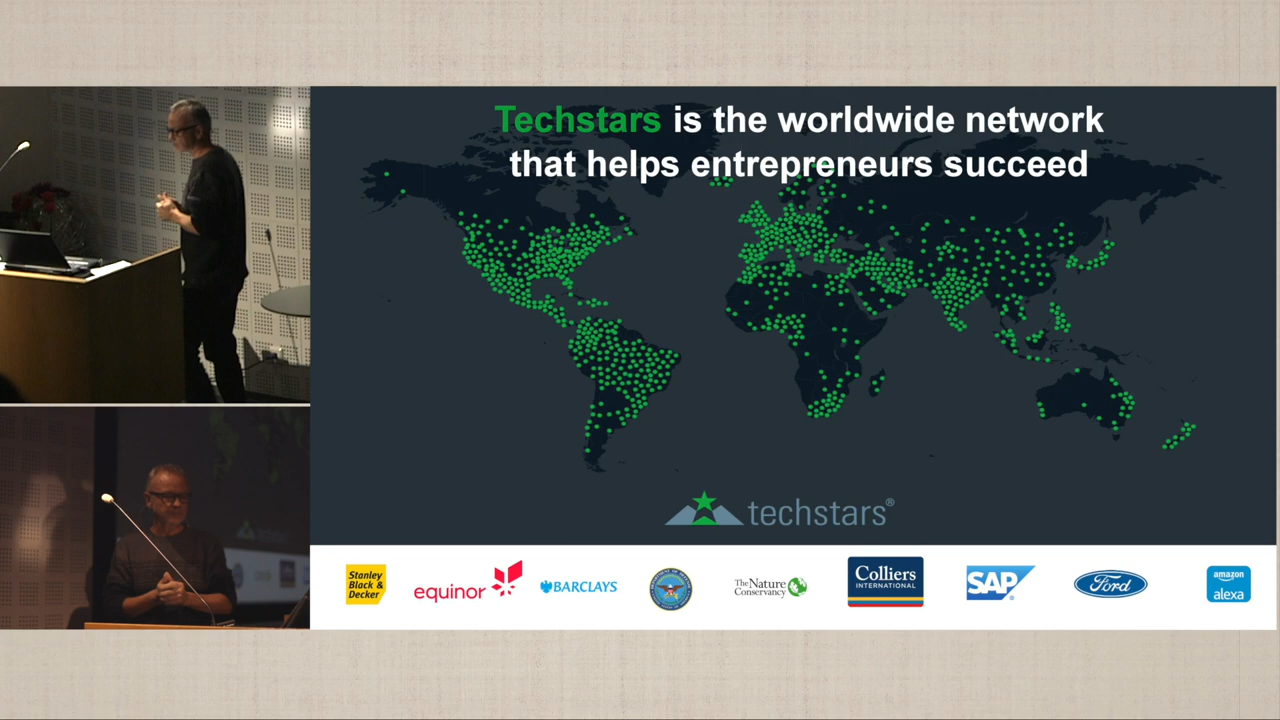 Techstars is the worldwide network
that helps entrepreneurs succeed
techstars®
Stanley
Black &
Decker
equinor
BARCLAYS
The Nature
Conservancy
Colliers
INTERNATIONAL
SAP
Ford
amazon
alexa